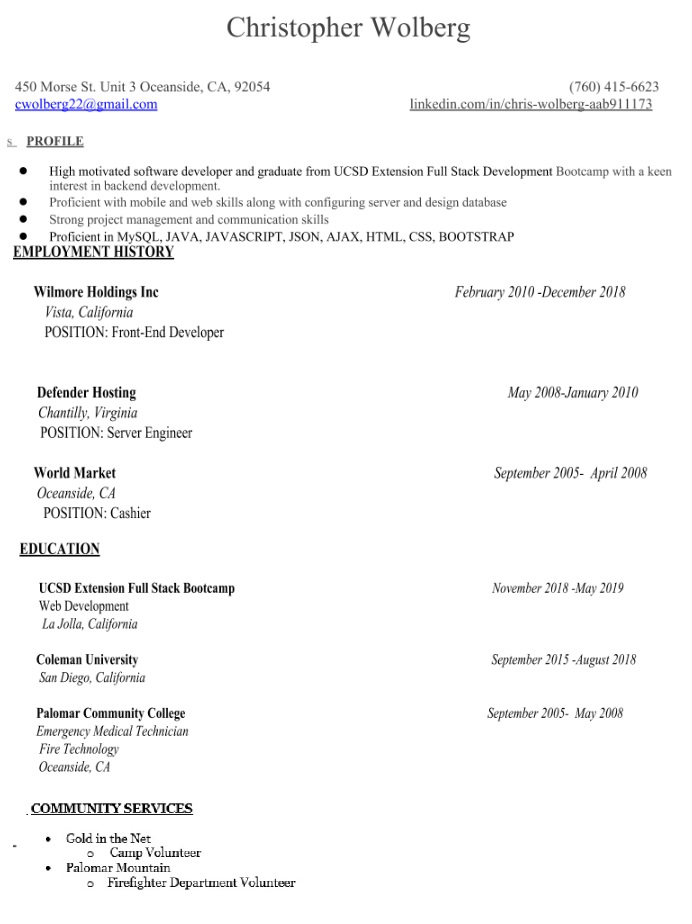 Christopher Wolberg
450 Morse St. Unit 3 Oceanside, CA, 92054 (760) 415-6623
cwolberg22@gmail.com linkedin.com/in/chris-wolberg-aab911173
S PROFILE
● High motivated software developer and graduate from UCSD Extension Full Stack Development Bootcamp with a keen
interest in backend development.
● Proficient with mobile and web skills along with configuring server and design database
● Strong project management and communication skills
● Proficient in MySQL, JAVA, JAVASCRIPT, JSON, AJAX, HTML, CSS, BOOTSTRAP
EMPLOYMENT HISTORY
Wilmore Holdings Inc February 2010 -December 2018
Vista, California
POSITION: Front-End Developer
Defender Hosting May 2008-January 2010
Chantilly, Virginia
POSITION: Server Engineer
World Market September 2005- April 2008
Oceanside, CA
POSITION: Cashier
EDUCATION
UCSD Extension Full Stack Bootcamp November 2018 -May 2019
Web Development
La Jolla, California
Coleman University September 2015 -August 2018
San Diego, California
Palomar Community College September 2005- May 2008
Emergency Medical Technician
Fire Technology
Oceanside, CA
. COMMUNITY SERVICES
• Gold in the Net
o Camp Volunteer
-
• Palomar Mountain
o Firefighter Department Volunteer